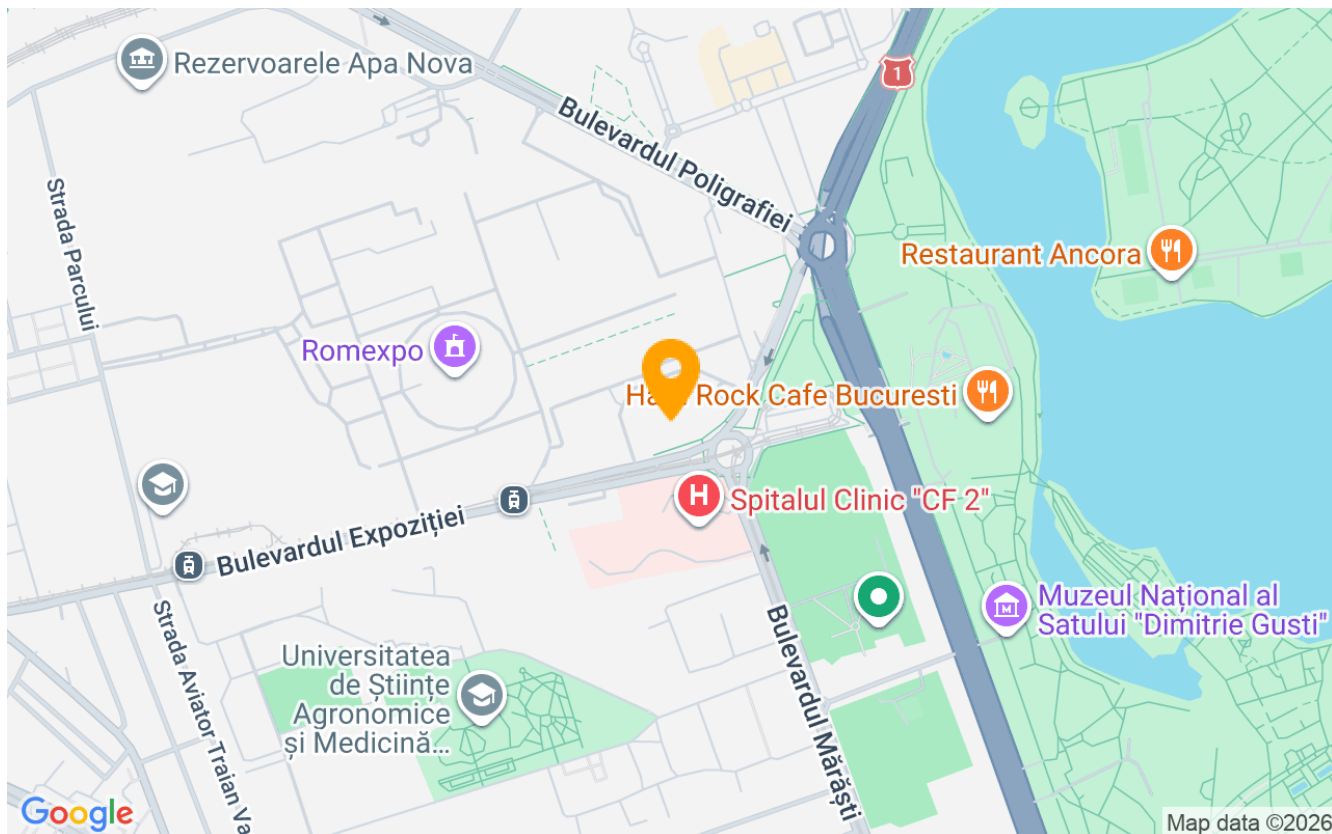 Rezervoarele Apa Nova
1
Bulevardul Poligrafiei
Strada Parcului
Restaurant Ancora
Romexpo
Rock Cafe Bucuresti
H
Spitalul Clinic "CF 2"
Bulevardul Expoziției
M
Muzeul Național al
Satului "Dimitrie Gusti"
Strada Aviator Traian Va
Universitatea
de Științe
Agronomice
și Medicină...
Bulevardul Mărăști
Google
Map data ©2026